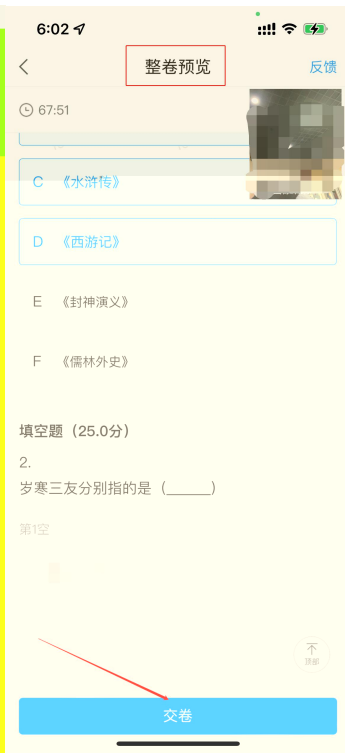 6:02
整卷预览
反馈
67:51
C 《水浒传》
D 《西游记》
E 《封神演义》
F 《儒林外史》
填空题（25.0分）
2.
岁寒三友分别指的是（______）
第1空
顶部
交卷